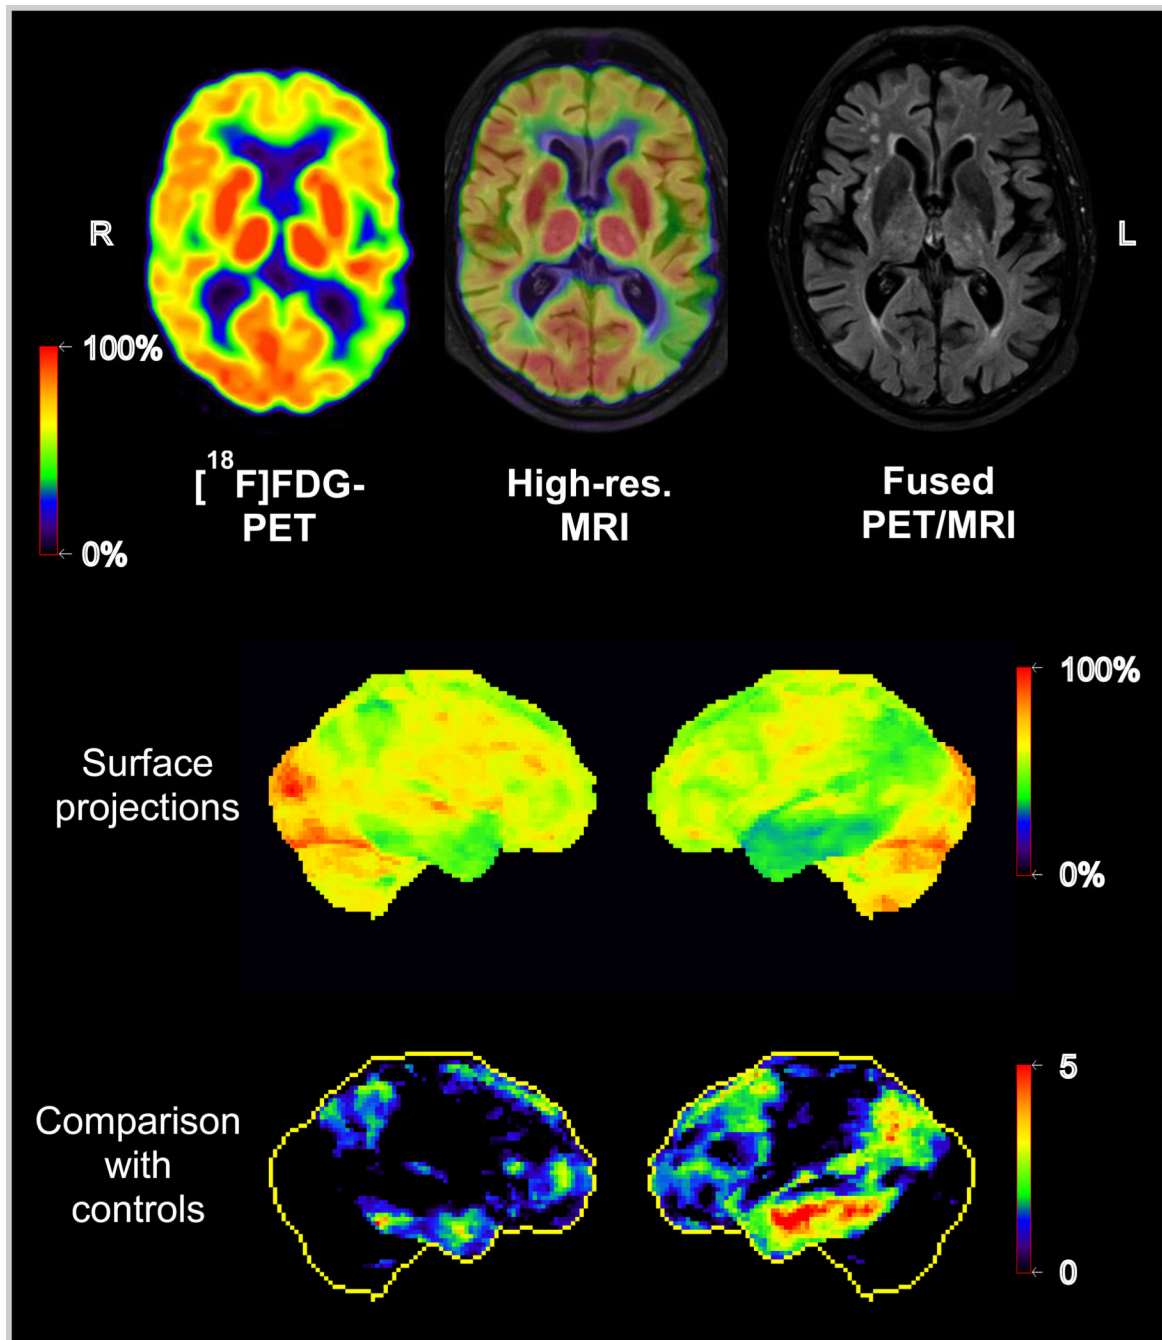 R
L
100%
0%
[¹⁸F]FDG-
PET
High-res.
MRI
Fused
PET/MRI
100%
0%
Surface
projections
5
0
Comparison
with
controls